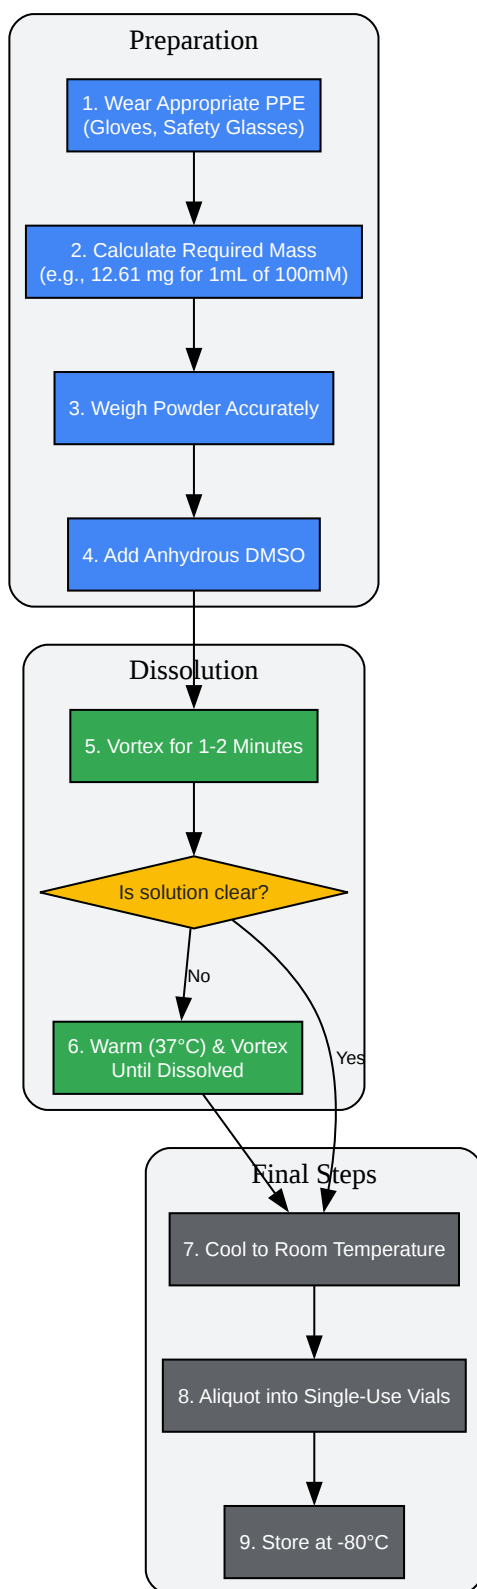 Preparation
1. Wear Appropriate PPE
(Gloves, Safety Glasses)
2. Calculate Required Mass
(e.g., 12.61 mg for 1mL of 100mM)
3. Weigh Powder Accurately
4. Add Anhydrous DMSO
Dissolution
5. Vortex for 1-2 Minutes
Is solution clear?
No
6. Warm (37°C) & Vortex
Until Dissolved
Yes
Final Steps
7. Cool to Room Temperature
8. Aliquot into Single-Use Vials
9. Store at -80°C